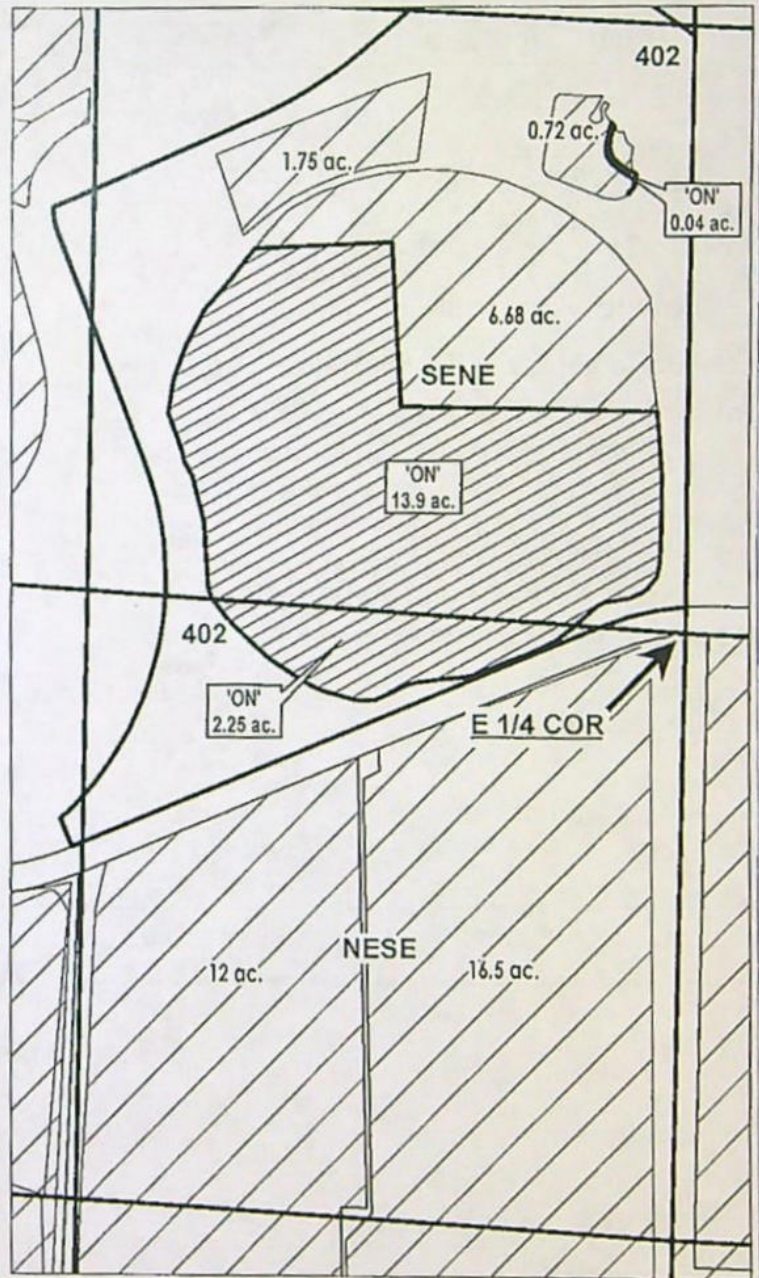 402
0.72 ac.
1.75 ac.
'ON'
0.04 ac.
6.68 ac.
SENE
'ON'
13.9 ac.
402
'ON'
2.25 ac.
E 1/4 COR
NESE
12 ac.
16.5 ac.